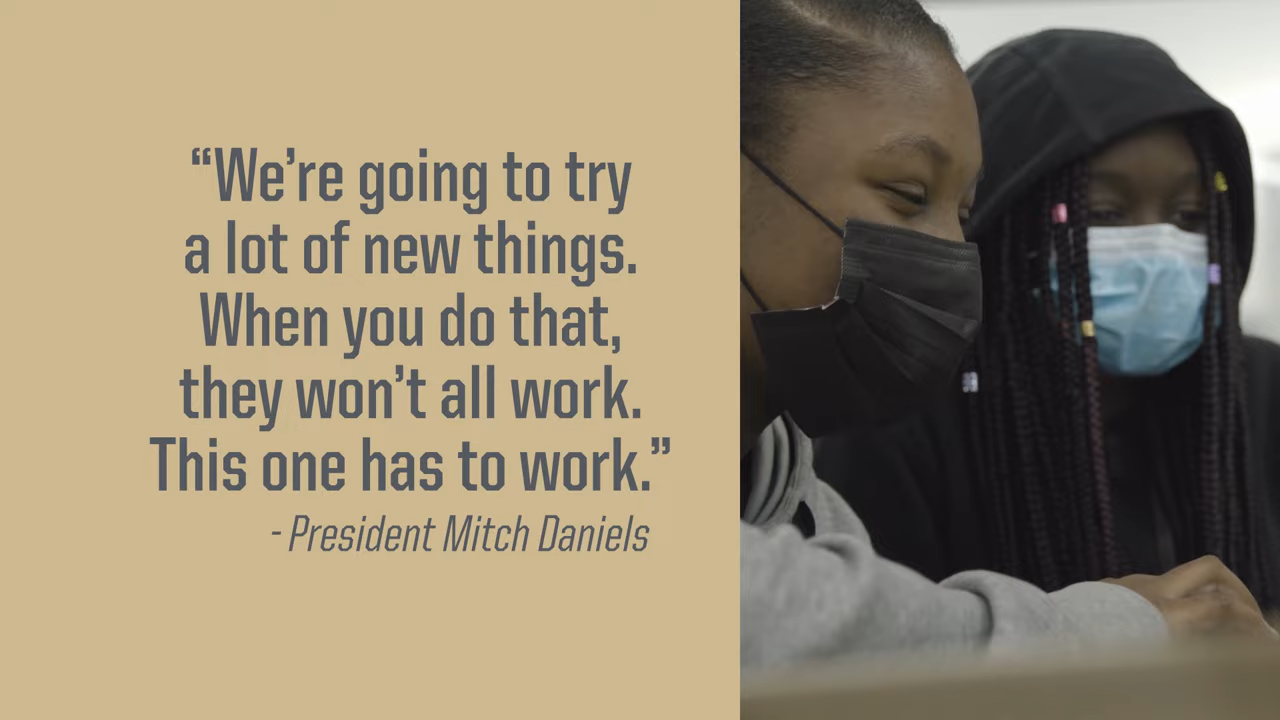 “We’re going to try
a lot of new things.
When you do that,
they won’t all work.
This one has to work.”
- President Mitch Daniels